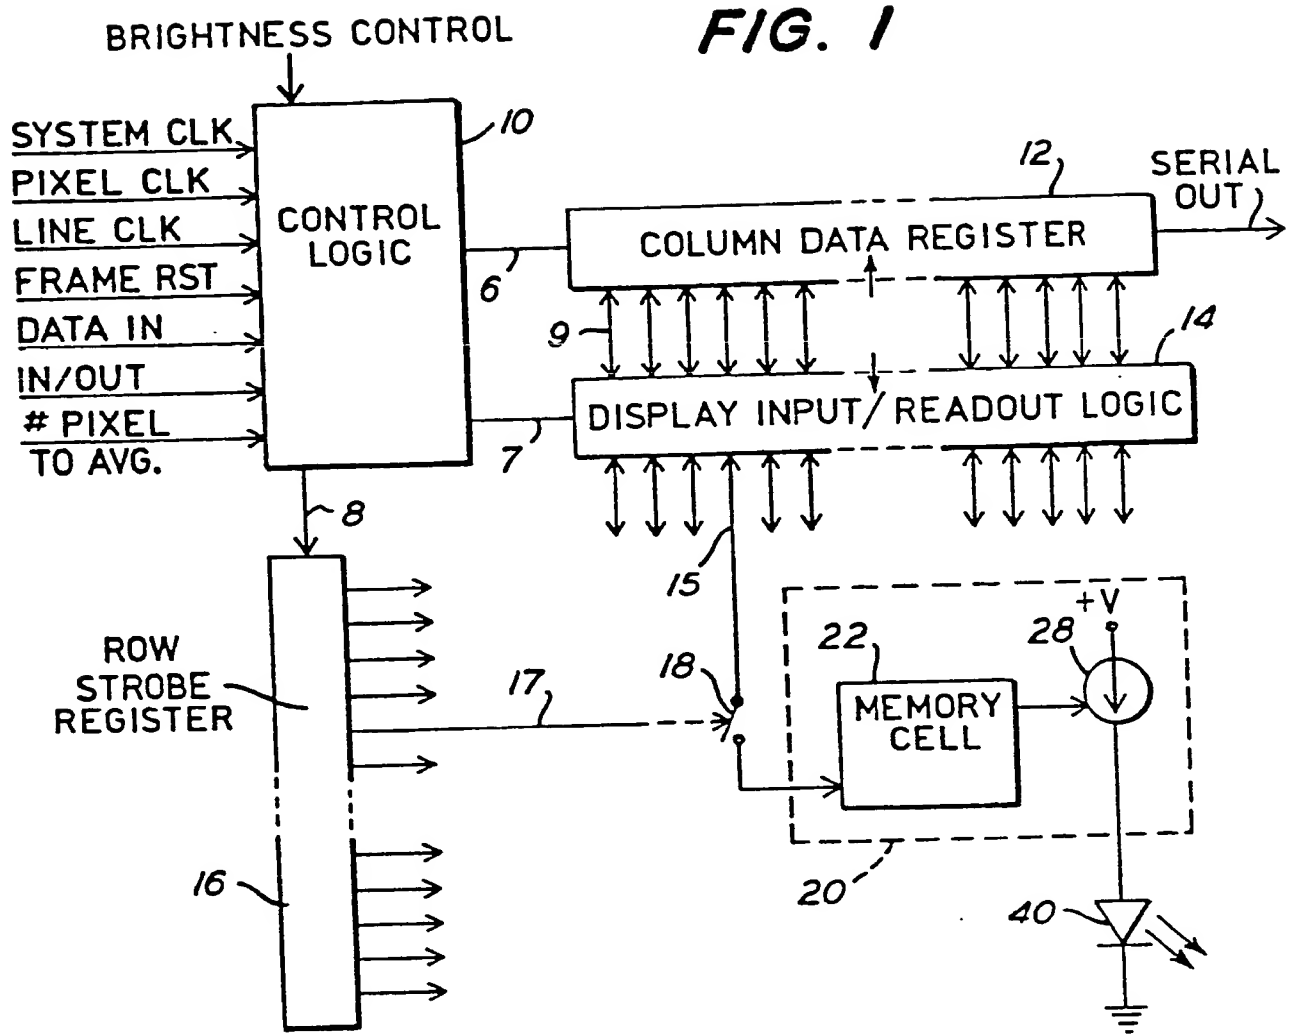 BRIGHTNESS CONTROL
FIG. 1
SYSTEM CLK
PIXEL CLK
LINE CLK
FRAME RST
DATA IN
IN/OUT
# PIXEL
TO AVG.
CONTROL
LOGIC
10
12
SERIAL
OUT
COLUMN DATA REGISTER
6
9
14
DISPLAY INPUT/READOUT LOGIC
7
8
15
ROW
STROBE
REGISTER
17
18
22
MEMORY
CELL
28
+V
16
20
40